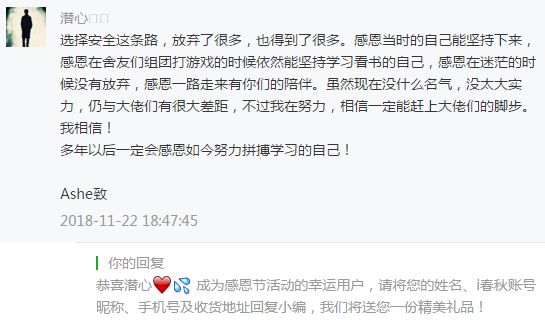 潜心
选择安全这条路，放弃了很多，也得到了很多。感恩当时的自己能坚持下来，
感恩在舍友们组团打游戏的时候依然能坚持学习看书的自己，感恩在迷茫的时
候没有放弃，感恩一路走来有你们的陪伴。虽然现在没什么名气，没太大实
力，仍与大佬们有很大差距，不过我在努力，相信一定能赶上大佬们的脚步。
我相信！
多年以后一定会感恩如今努力拼搏学习的自己！
Ashe致
2018-11-22 18:47:45
你的回复
恭喜潜心❤️💦 成为感恩节活动的幸运用户，请将您的姓名、i春秋账号
昵称、手机号及收货地址回复小编，我们将送您一份精美礼品！